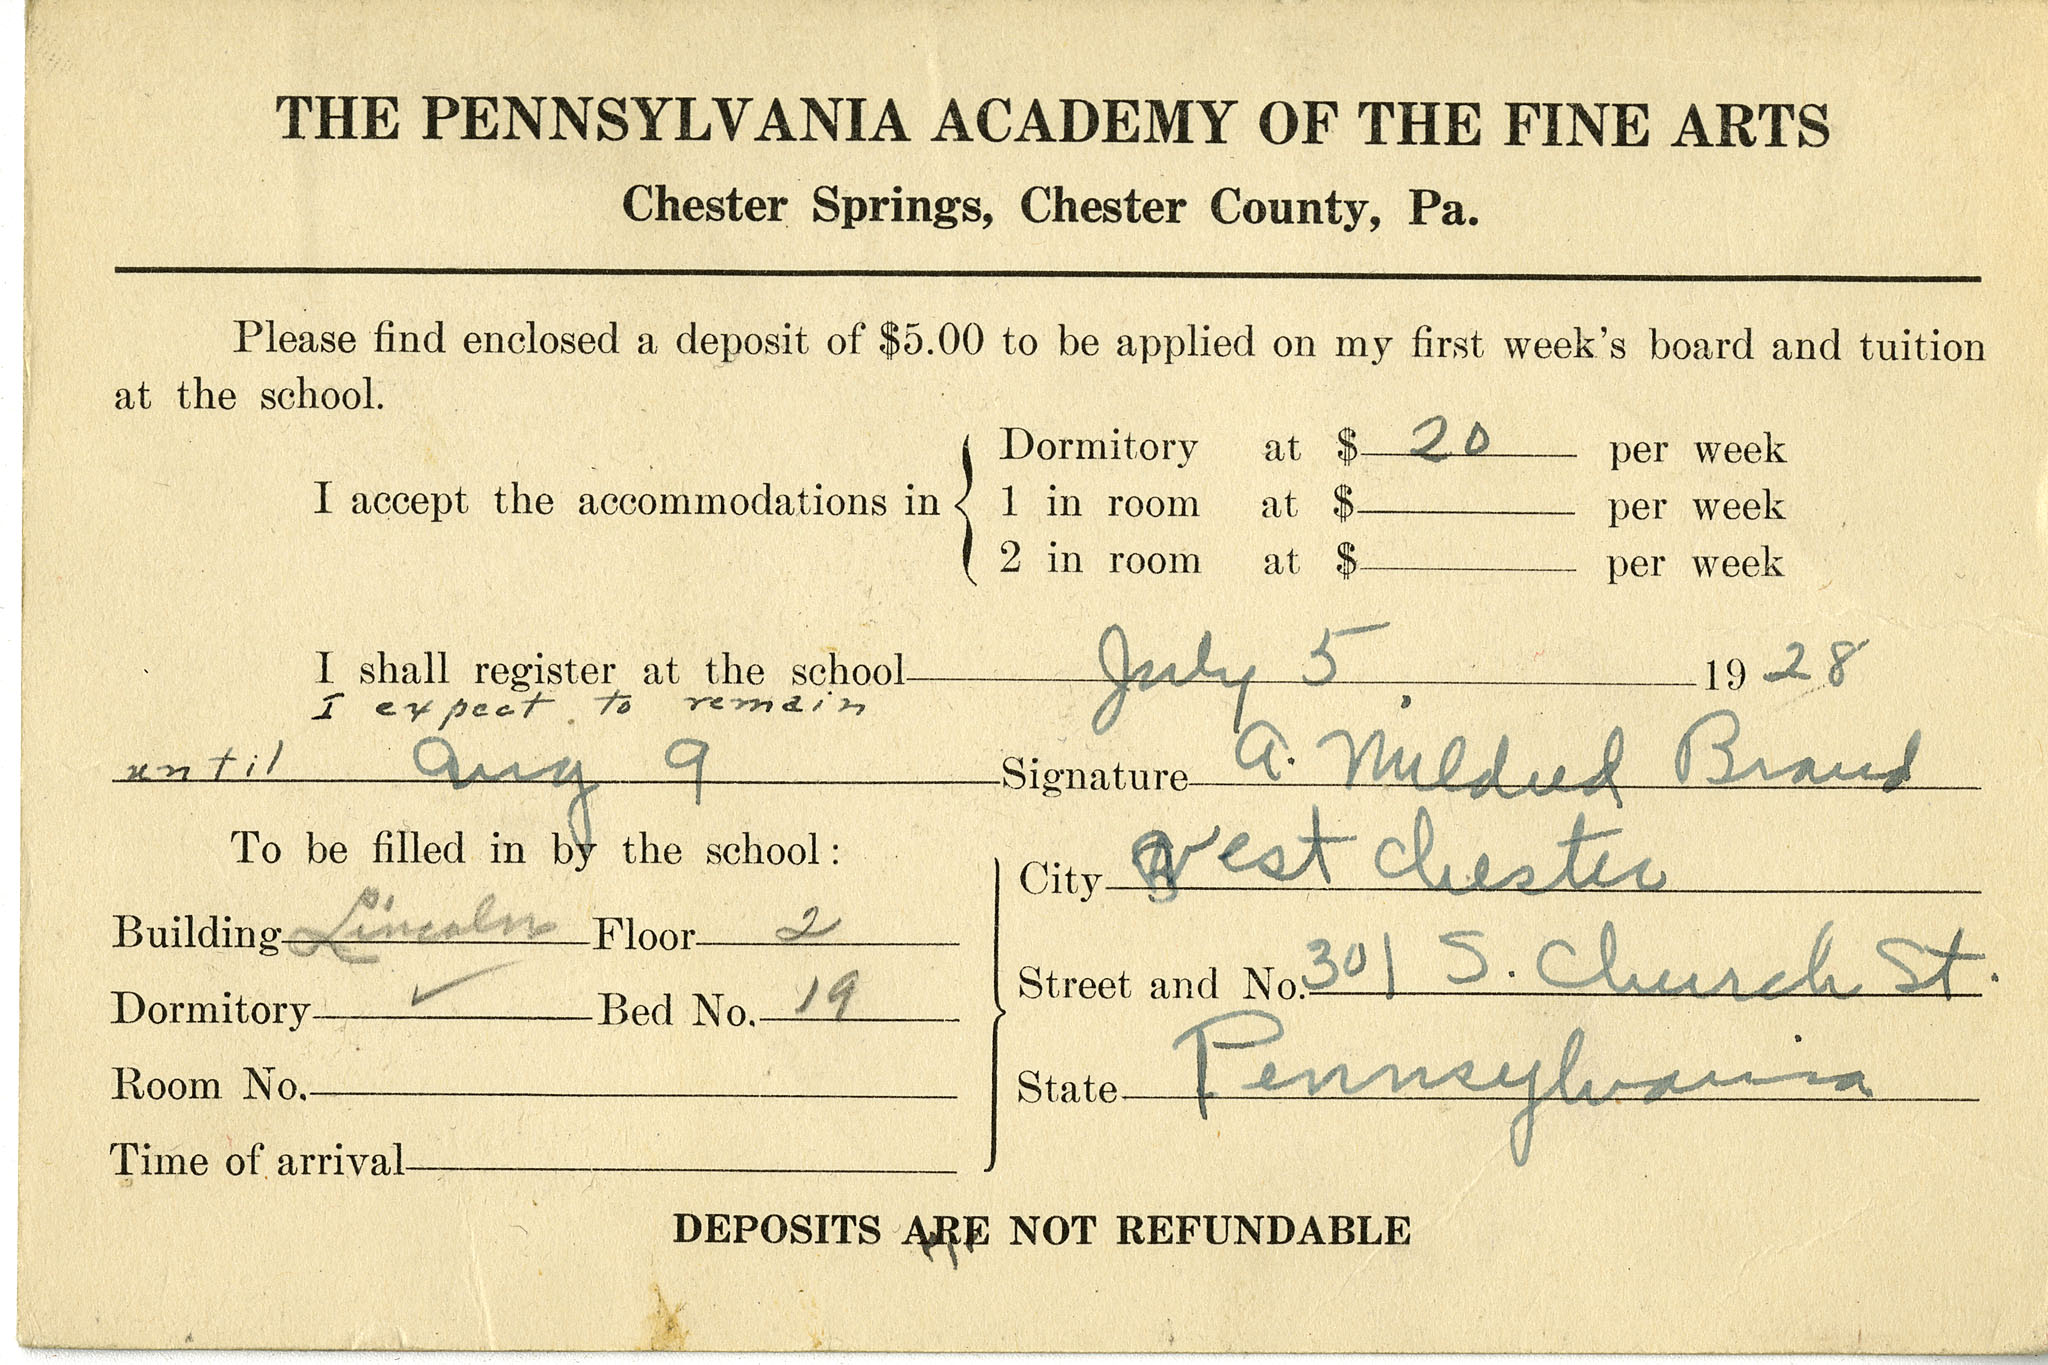 THE PENNSYLVANIA ACADEMY OF THE FINE ARTS
Chester Springs, Chester County, Pa.
Please find enclosed a deposit of $5.00 to be applied on my first week's board and tuition
at the school.
Dormitory at $ 20 per week
I accept the accommodations in { 1 in room at $ per week
2 in room at $ per week
I shall register at the school July 5 1928
I expect to remain
until Aug 9 Signature A. Mildred Brand
To be filled in by the school:
City West Chester
Building Lincoln Floor 2
Street and No. 301 S. Church St.
Dormitory ✓ Bed No. 19
Room No. State Pennsylvania
Time of arrival
DEPOSITS ARE NOT REFUNDABLE